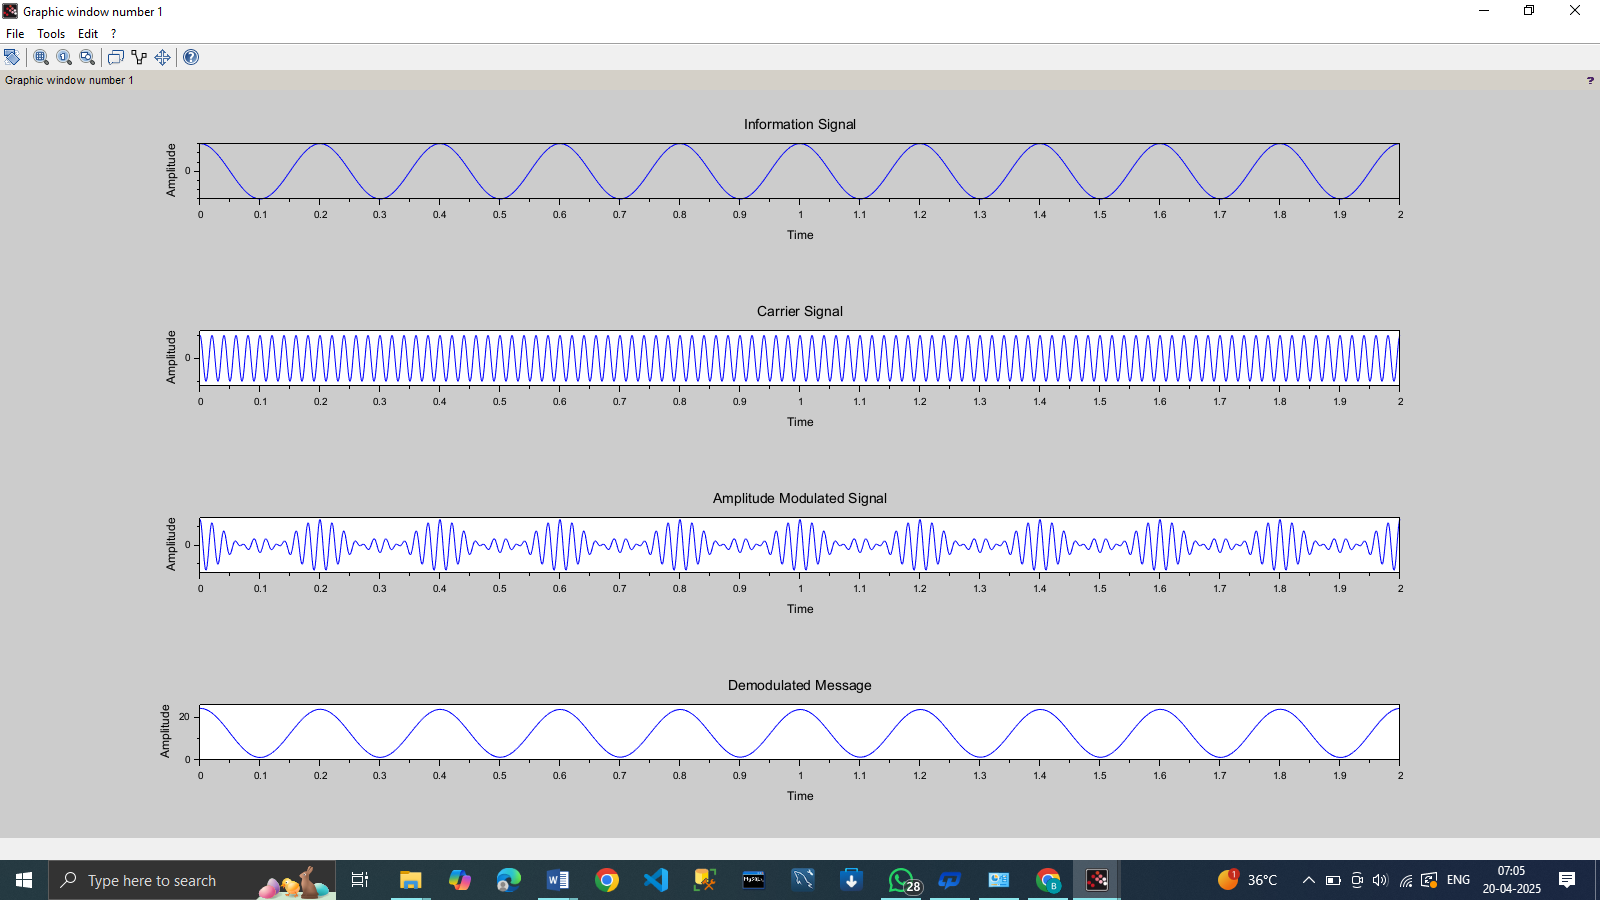 Graphic window number 1
File Tools Edit ?
Graphic window number 1
?
Information Signal
Amplitude
0
0 0.1 0.2 0.3 0.4 0.5 0.6 0.7 0.8 0.9 1 1.1 1.2 1.3 1.4 1.5 1.6 1.7 1.8 1.9 2
Time
Carrier Signal
Amplitude
0
0 0.1 0.2 0.3 0.4 0.5 0.6 0.7 0.8 0.9 1 1.1 1.2 1.3 1.4 1.5 1.6 1.7 1.8 1.9 2
Time
Amplitude Modulated Signal
Amplitude
0
0 0.1 0.2 0.3 0.4 0.5 0.6 0.7 0.8 0.9 1 1.1 1.2 1.3 1.4 1.5 1.6 1.7 1.8 1.9 2
Time
Demodulated Message
Amplitude
20
0
0 0.1 0.2 0.3 0.4 0.5 0.6 0.7 0.8 0.9 1 1.1 1.2 1.3 1.4 1.5 1.6 1.7 1.8 1.9 2
Time
Type here to search
W
MySQL
28
B
1
36°C
ENG
07:05
20-04-2025